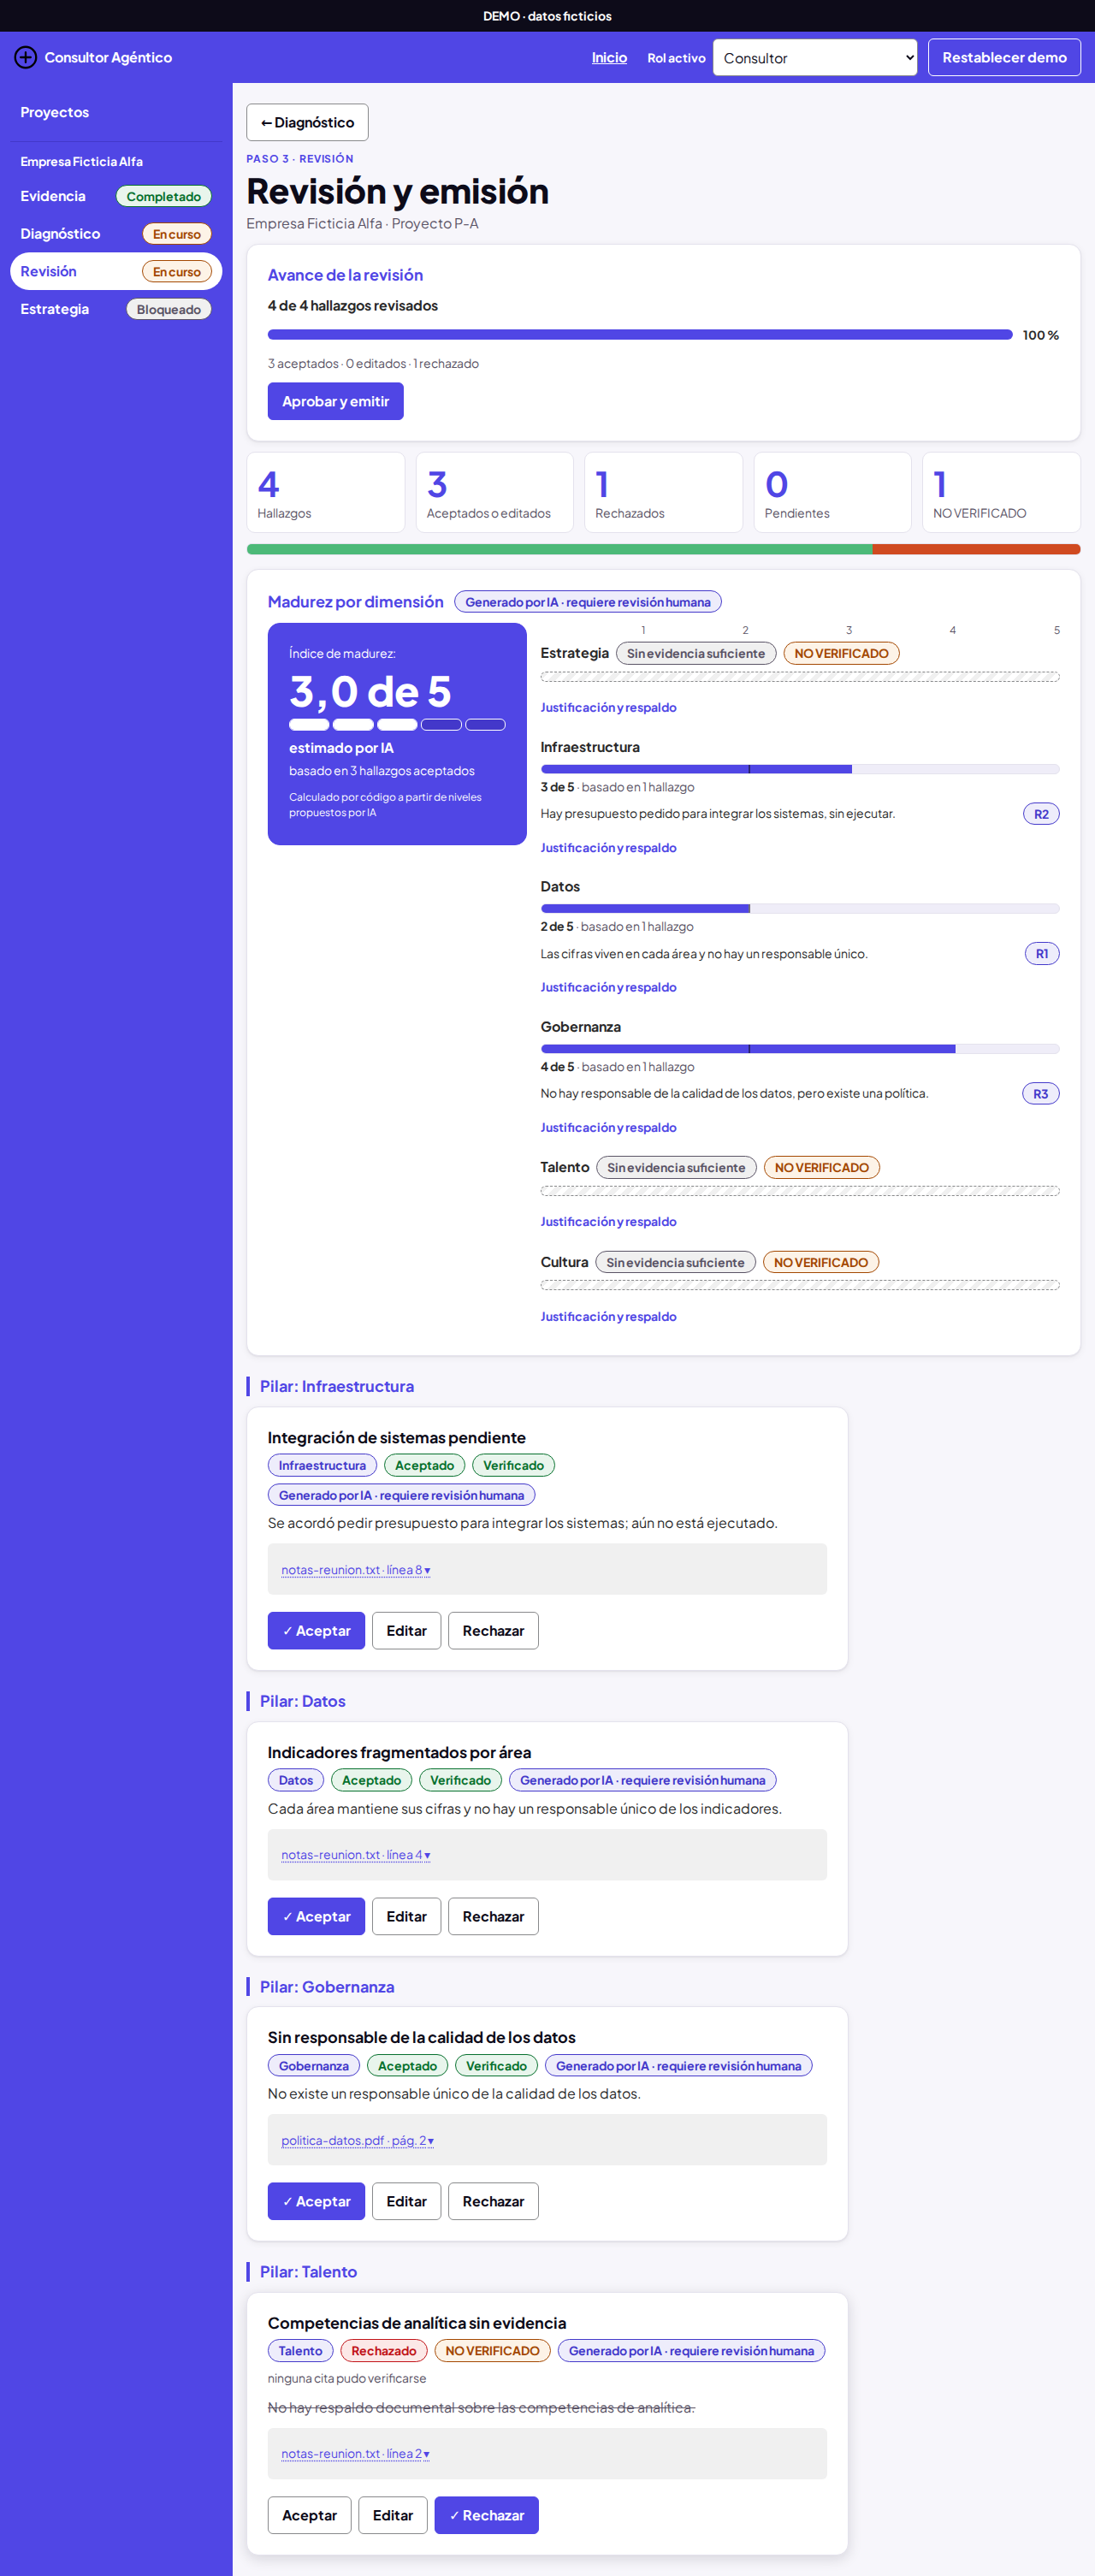 DEMO · datos ficticios
Consultor Agéntico
Inicio
Rol activo
Consultor
Restablecer demo
Proyectos
Empresa Ficticia Alfa
Evidencia
Completado
Diagnóstico
En curso
Revisión
En curso
Estrategia
Bloqueado
← Diagnóstico
PASO 3 · REVISIÓN
Revisión y emisión
Empresa Ficticia Alfa · Proyecto P-A
Avance de la revisión
4 de 4 hallazgos revisados
100 %
3 aceptados · 0 editados · 1 rechazado
Aprobar y emitir
4
Hallazgos
3
Aceptados o editados
1
Rechazados
0
Pendientes
1
NO VERIFICADO
Madurez por dimensión
Generado por IA · requiere revisión humana
Índice de madurez:
3,0 de 5
estimado por IA
basado en 3 hallazgos aceptados
Calculado por código a partir de niveles
propuestos por IA
1 2 3 4 5
Estrategia
Sin evidencia suficiente
NO VERIFICADO
Justificación y respaldo
Infraestructura
3 de 5 · basado en 1 hallazgo
Hay presupuesto pedido para integrar los sistemas, sin ejecutar.
R2
Justificación y respaldo
Datos
2 de 5 · basado en 1 hallazgo
Las cifras viven en cada área y no hay un responsable único.
R1
Justificación y respaldo
Gobernanza
4 de 5 · basado en 1 hallazgo
No hay responsable de la calidad de los datos, pero existe una política.
R3
Justificación y respaldo
Talento
Sin evidencia suficiente
NO VERIFICADO
Justificación y respaldo
Cultura
Sin evidencia suficiente
NO VERIFICADO
Justificación y respaldo
Pilar: Infraestructura
Integración de sistemas pendiente
Infraestructura
Aceptado
Verificado
Generado por IA · requiere revisión humana
Se acordó pedir presupuesto para integrar los sistemas; aún no está ejecutado.
notas-reunion.txt · línea 8 ▾
✓ Aceptar
Editar
Rechazar
Pilar: Datos
Indicadores fragmentados por área
Datos
Aceptado
Verificado
Generado por IA · requiere revisión humana
Cada área mantiene sus cifras y no hay un responsable único de los indicadores.
notas-reunion.txt · línea 4 ▾
✓ Aceptar
Editar
Rechazar
Pilar: Gobernanza
Sin responsable de la calidad de los datos
Gobernanza
Aceptado
Verificado
Generado por IA · requiere revisión humana
No existe un responsable único de la calidad de los datos.
politica-datos.pdf · pág. 2 ▾
✓ Aceptar
Editar
Rechazar
Pilar: Talento
Competencias de analítica sin evidencia
Talento
Rechazado
NO VERIFICADO
Generado por IA · requiere revisión humana
ninguna cita pudo verificarse
No hay respaldo documental sobre las competencias de analítica.
notas-reunion.txt · línea 2 ▾
Aceptar
Editar
✓ Rechazar